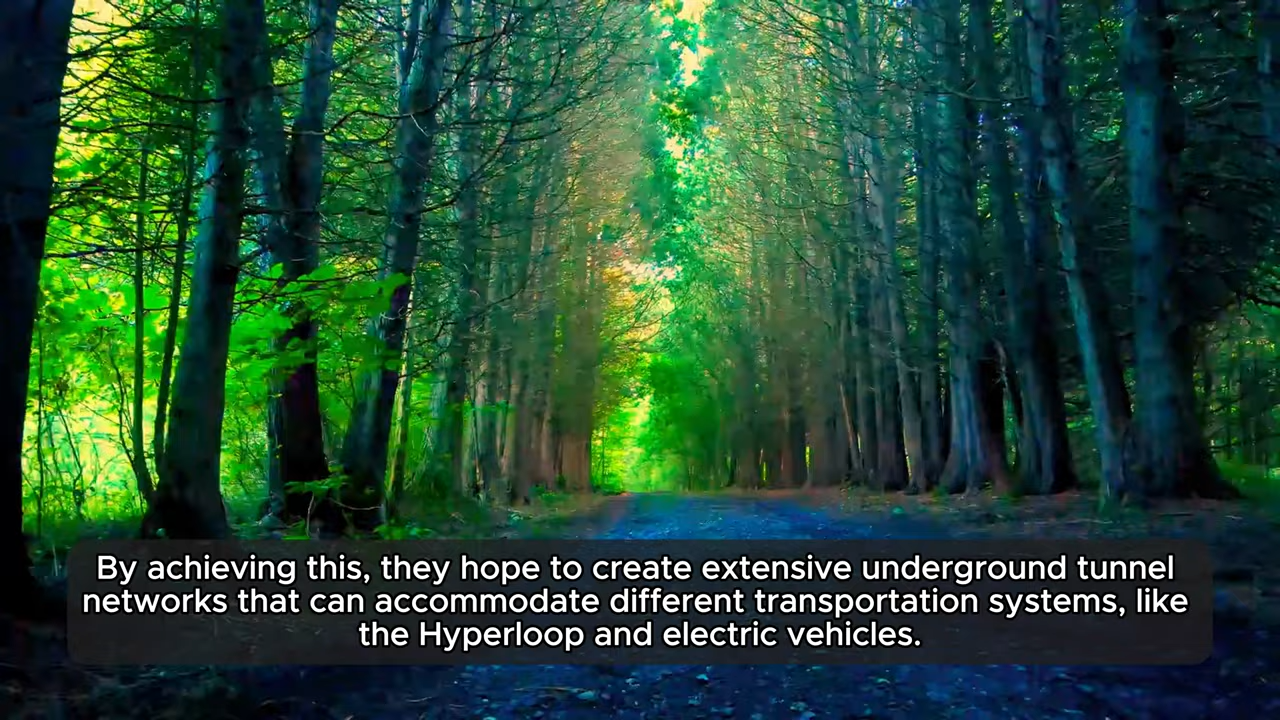 By achieving this, they hope to create extensive underground tunnel
networks that can accommodate different transportation systems, like
the Hyperloop and electric vehicles.